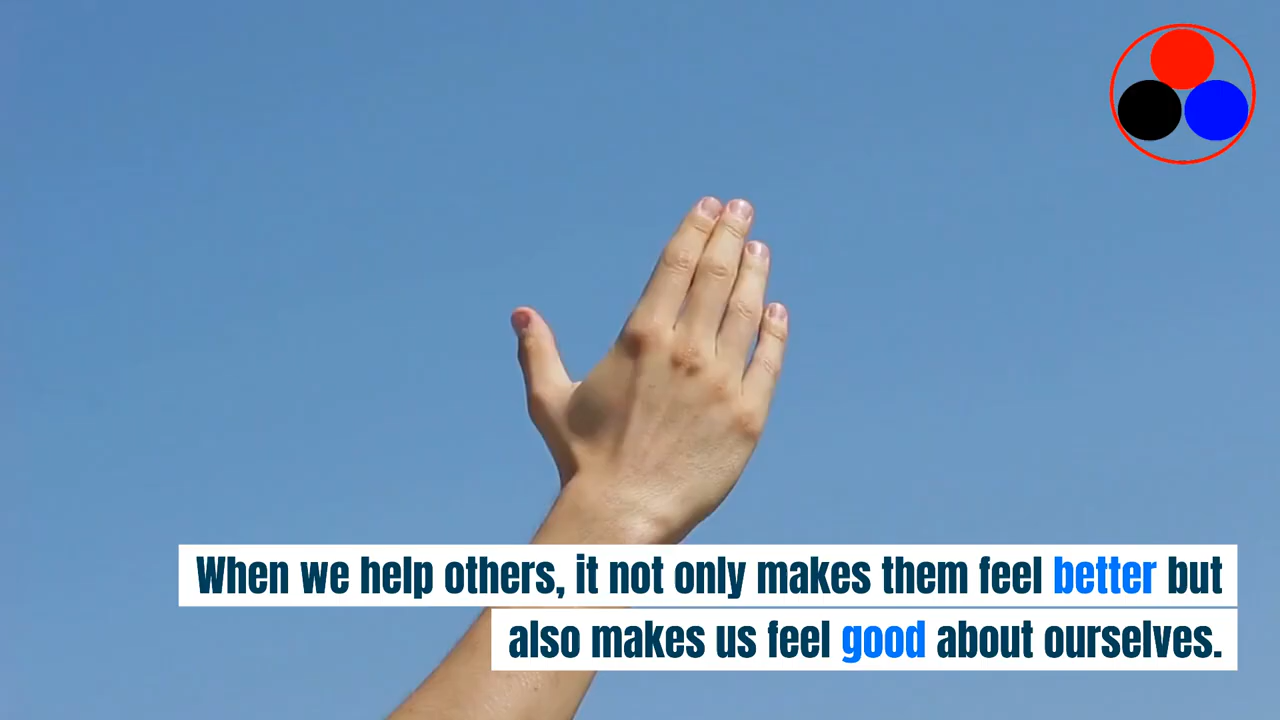 When we help others, it not only makes them feel better but
also makes us feel good about ourselves.